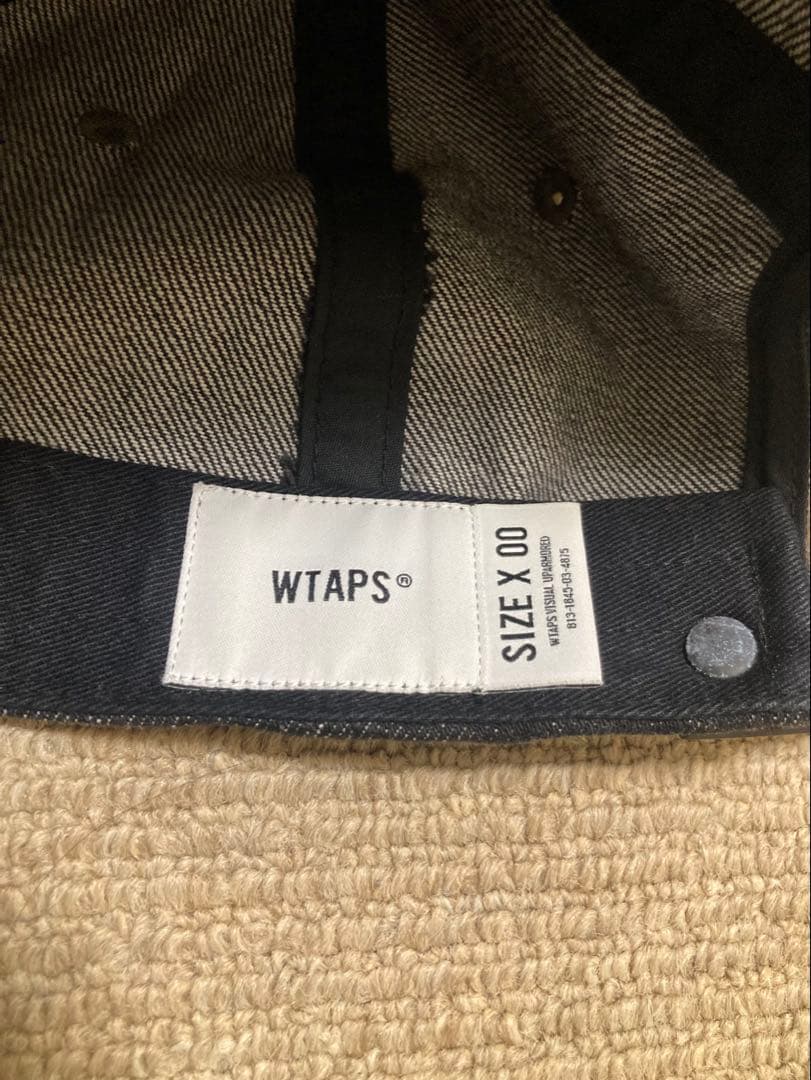 WTAPS®
SIZE X 00
WTAPS VISUAL UPARMORED
813-1845-03-4875